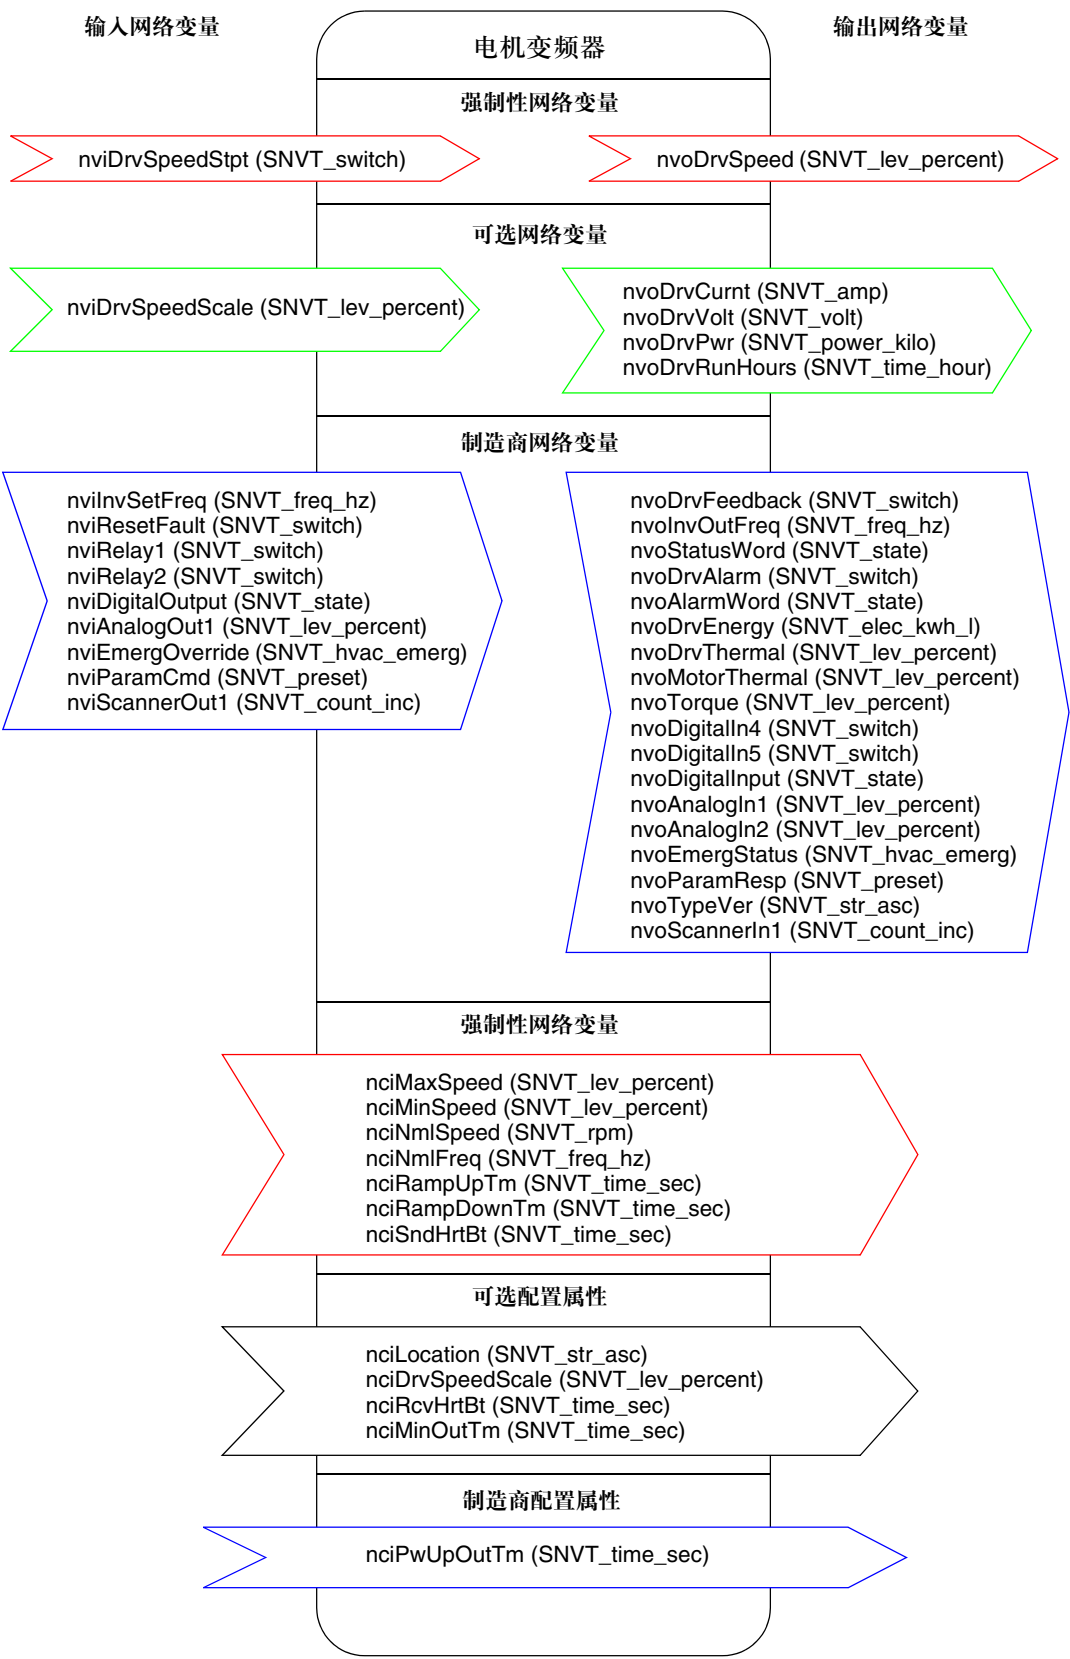 输入网络变量
电机变频器
输出网络变量
强制性网络变量
nviDrvSpeedStpt (SNVT_switch)
nvoDrvSpeed (SNVT_lev_percent)
可选网络变量
nviDrvSpeedScale (SNVT_lev_percent)
nvoDrvCurnt (SNVT_amp)
nvoDrvVolt (SNVT_volt)
nvoDrvPwr (SNVT_power_kilo)
nvoDrvRunHours (SNVT_time_hour)
制造商网络变量
nviInvSetFreq (SNVT_freq_hz)
nviResetFault (SNVT_switch)
nviRelay1 (SNVT_switch)
nviRelay2 (SNVT_switch)
nviDigitalOutput (SNVT_state)
nviAnalogOut1 (SNVT_lev_percent)
nviEmergOverride (SNVT_hvac_emerg)
nviParamCmd (SNVT_preset)
nviScannerOut1 (SNVT_count_inc)
nvoDrvFeedback (SNVT_switch)
nvoInvOutFreq (SNVT_freq_hz)
nvoStatusWord (SNVT_state)
nvoDrvAlarm (SNVT_switch)
nvoAlarmWord (SNVT_state)
nvoDrvEnergy (SNVT_elec_kwh_l)
nvoDrvThermal (SNVT_lev_percent)
nvoMotorThermal (SNVT_lev_percent)
nvoTorque (SNVT_lev_percent)
nvoDigitalIn4 (SNVT_switch)
nvoDigitalIn5 (SNVT_switch)
nvoDigitalInput (SNVT_state)
nvoAnalogIn1 (SNVT_lev_percent)
nvoAnalogIn2 (SNVT_lev_percent)
nvoEmergStatus (SNVT_hvac_emerg)
nvoParamResp (SNVT_preset)
nvoTypeVer (SNVT_str_asc)
nvoScannerIn1 (SNVT_count_inc)
强制性网络变量
nciMaxSpeed (SNVT_lev_percent)
nciMinSpeed (SNVT_lev_percent)
nciNmlSpeed (SNVT_rpm)
nciNmlFreq (SNVT_freq_hz)
nciRampUpTm (SNVT_time_sec)
nciRampDownTm (SNVT_time_sec)
nciSndHrtBt (SNVT_time_sec)
可选配置属性
nciLocation (SNVT_str_asc)
nciDrvSpeedScale (SNVT_lev_percent)
nciRcvHrtBt (SNVT_time_sec)
nciMinOutTm (SNVT_time_sec)
制造商配置属性
nciPwUpOutTm (SNVT_time_sec)